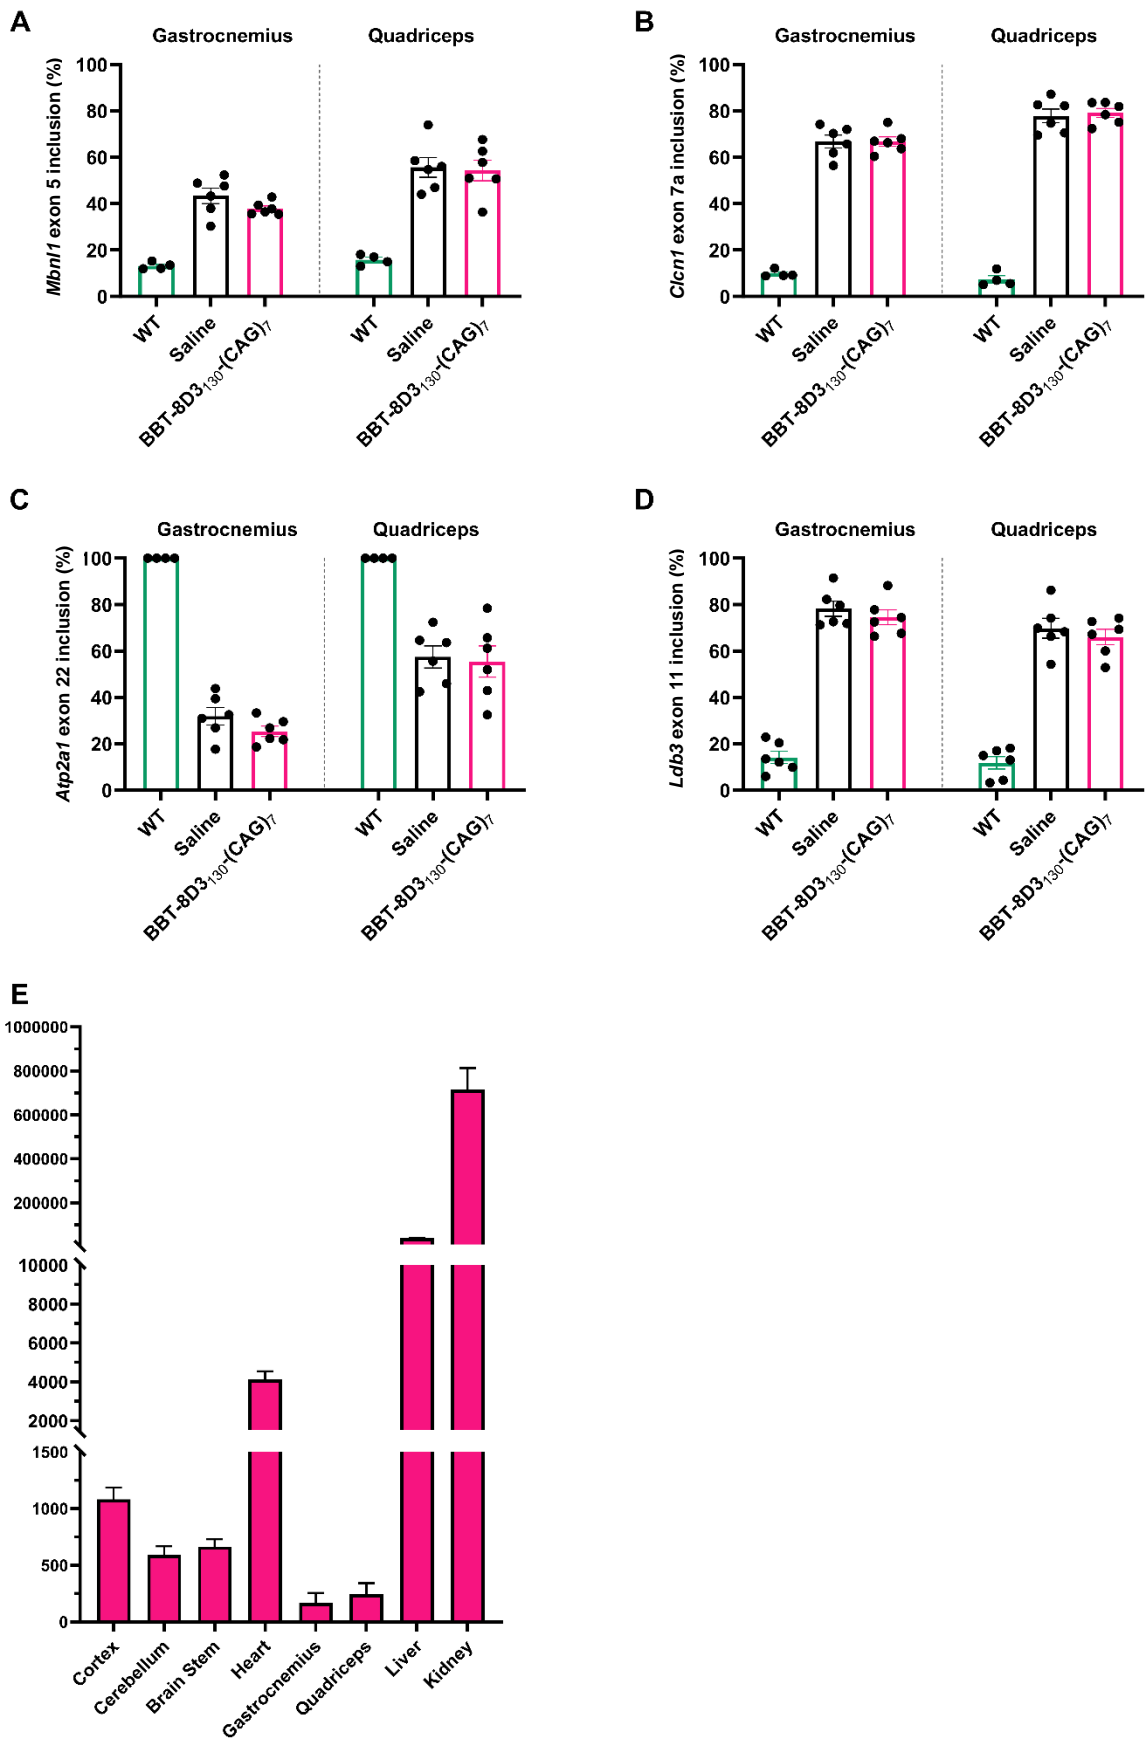 A
Gastrocnemius Quadriceps
Mbnl1 exon 5 inclusion (%)
100
80
60
40
20
0
WT
Saline
BBT-8D3₁₃₀-(CAG)₇
WT
Saline
BBT-8D3₁₃₀-(CAG)₇
B
Gastrocnemius Quadriceps
Clcn1 exon 7a inclusion (%)
100
80
60
40
20
0
WT
Saline
BBT-8D3₁₃₀-(CAG)₇
WT
Saline
BBT-8D3₁₃₀-(CAG)₇
C
Gastrocnemius Quadriceps
Atp2a1 exon 22 inclusion (%)
100
80
60
40
20
0
WT
Saline
BBT-8D3₁₃₀-(CAG)₇
WT
Saline
BBT-8D3₁₃₀-(CAG)₇
D
Gastrocnemius Quadriceps
Ldb3 exon 11 inclusion (%)
100
80
60
40
20
0
WT
Saline
BBT-8D3₁₃₀-(CAG)₇
WT
Saline
BBT-8D3₁₃₀-(CAG)₇
E
1000000
800000
600000
400000
200000
10000
8000
6000
4000
2000
1500
1000
500
0
Cortex
Cerebellum
Brain Stem
Heart
Gastrocnemius
Quadriceps
Liver
Kidney